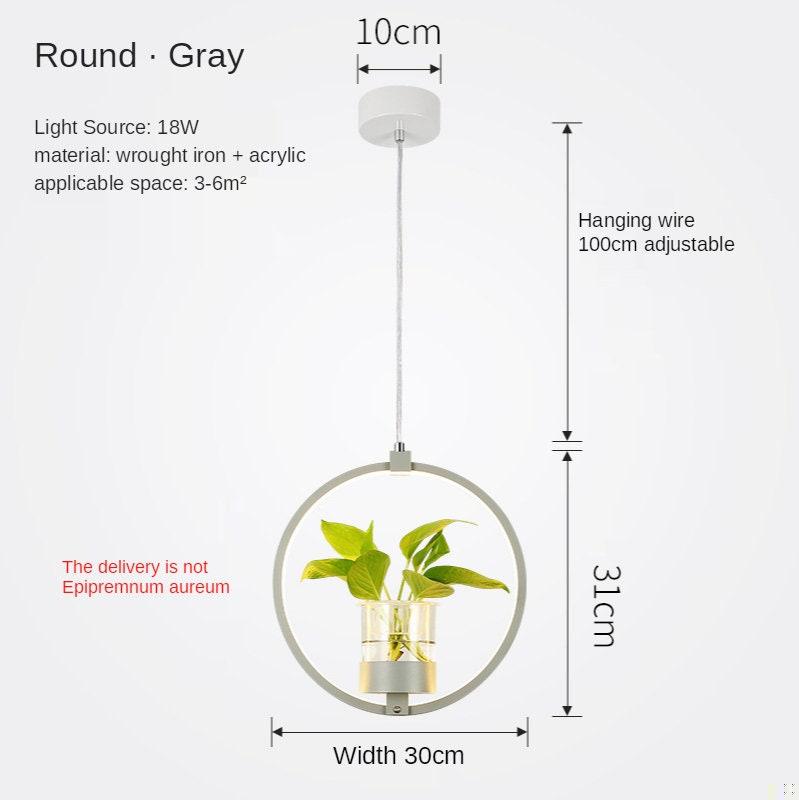 10cm
Round · Gray
Light Source: 18W
material: wrought iron + acrylic
applicable space: 3-6m²
Hanging wire
100cm adjustable
The delivery is not
Epipremnum aureum
31cm
Width 30cm